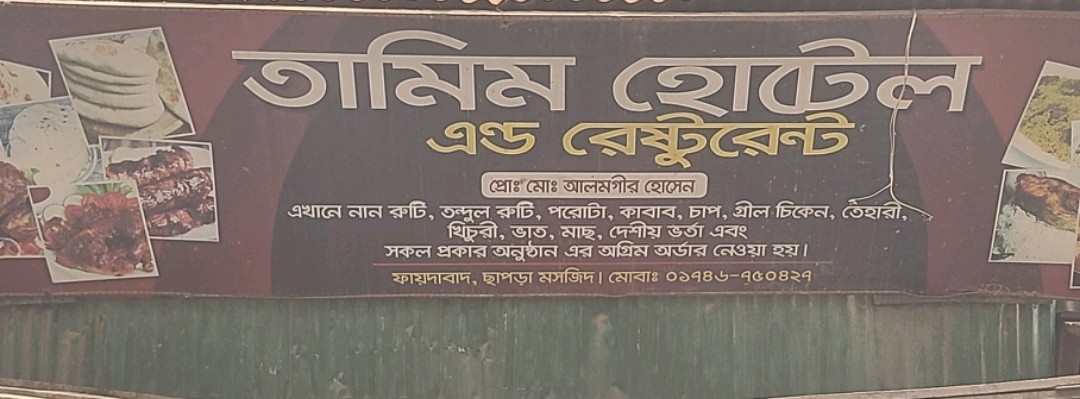 তামিম হোটেল
এন্ড রেষ্টুরেন্ট
প্রোঃ মোঃ আলমগীর হোসেন
এখানে নান রুটি, তন্দুল রুটি, পরোটা, কাবাব, চাপ, গ্রীল চিকেন, তেহারী,
খিচুরী, ভাত, মাছ, দেশীয় ভর্তা এবং
সকল প্রকার অনুষ্ঠান এর অগ্রিম অর্ডার নেওয়া হয়।
ফায়দাবাদ, ছাপড়া মসজিদ। মোবাঃ ০১৭৪৬-৭৫০৪২৭